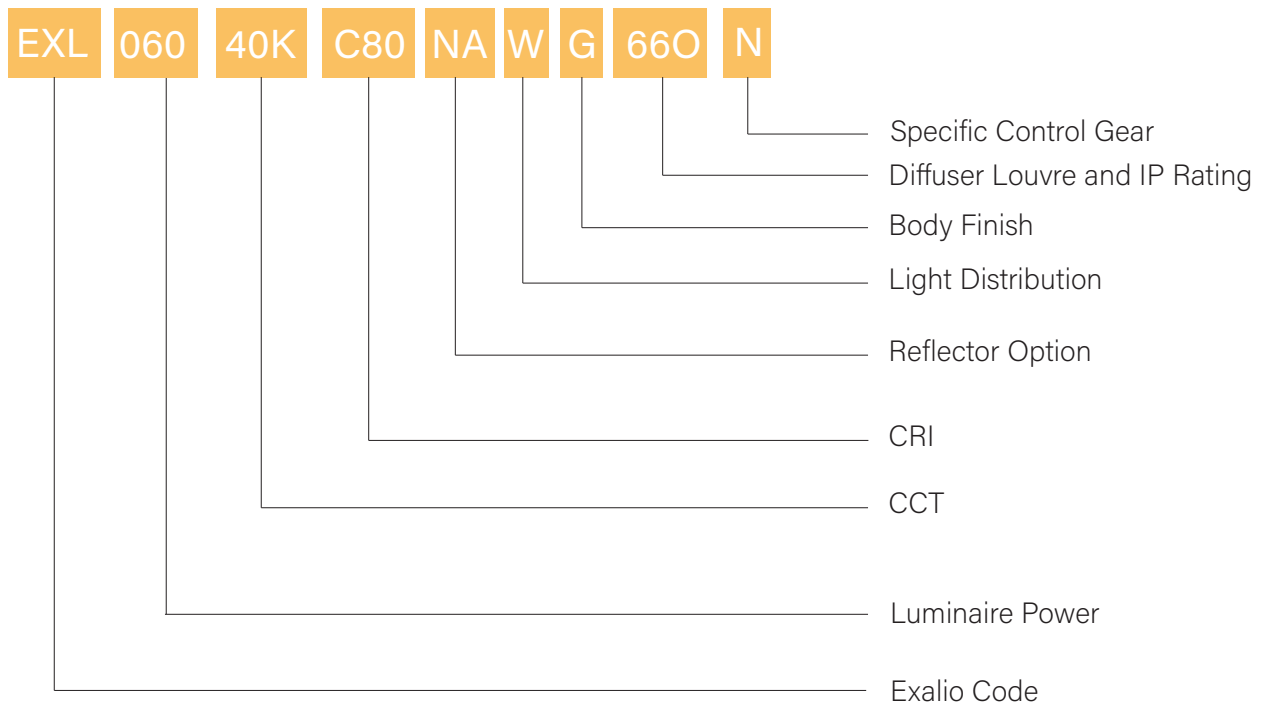 EXL 060 40K C80 NA W G 66O N
Specific Control Gear
Diffuser Louvre and IP Rating
Body Finish
Light Distribution
Reflector Option
CRI
CCT
Luminaire Power
Exalio Code